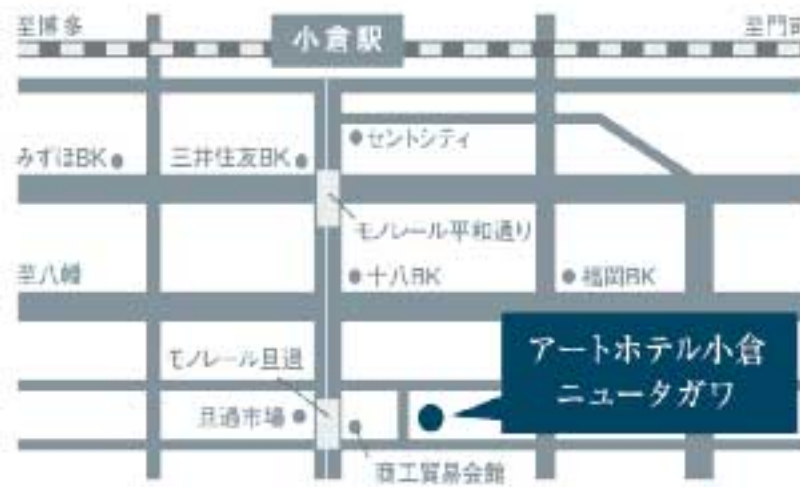 至博多
小倉駅
至門司
セントシティ
みずほBK
三井住友BK
モノレール平和通り
至八幡
十八BK
福岡BK
アートホテル小倉
ニュータガワ
モノレール旦過
旦過市場
商工貿易会館